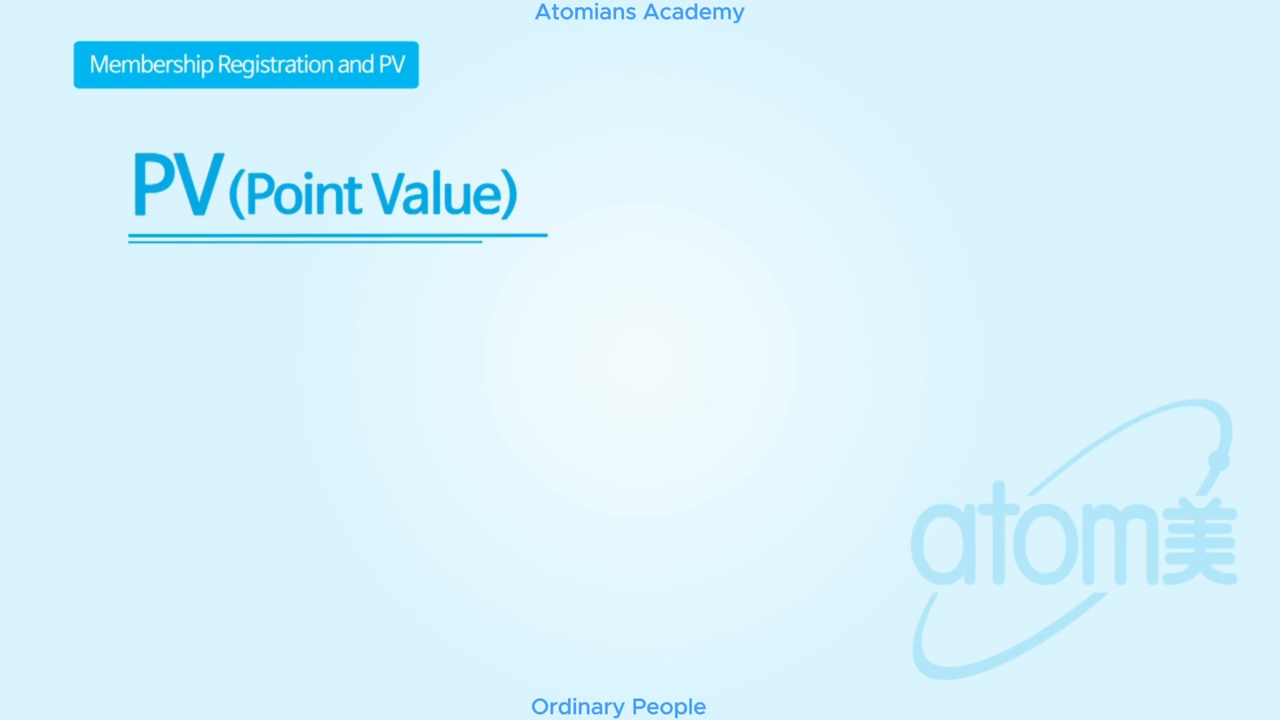 Atomians Academy
Membership Registration and PV
PV (Point Value)
atom美
Ordinary People